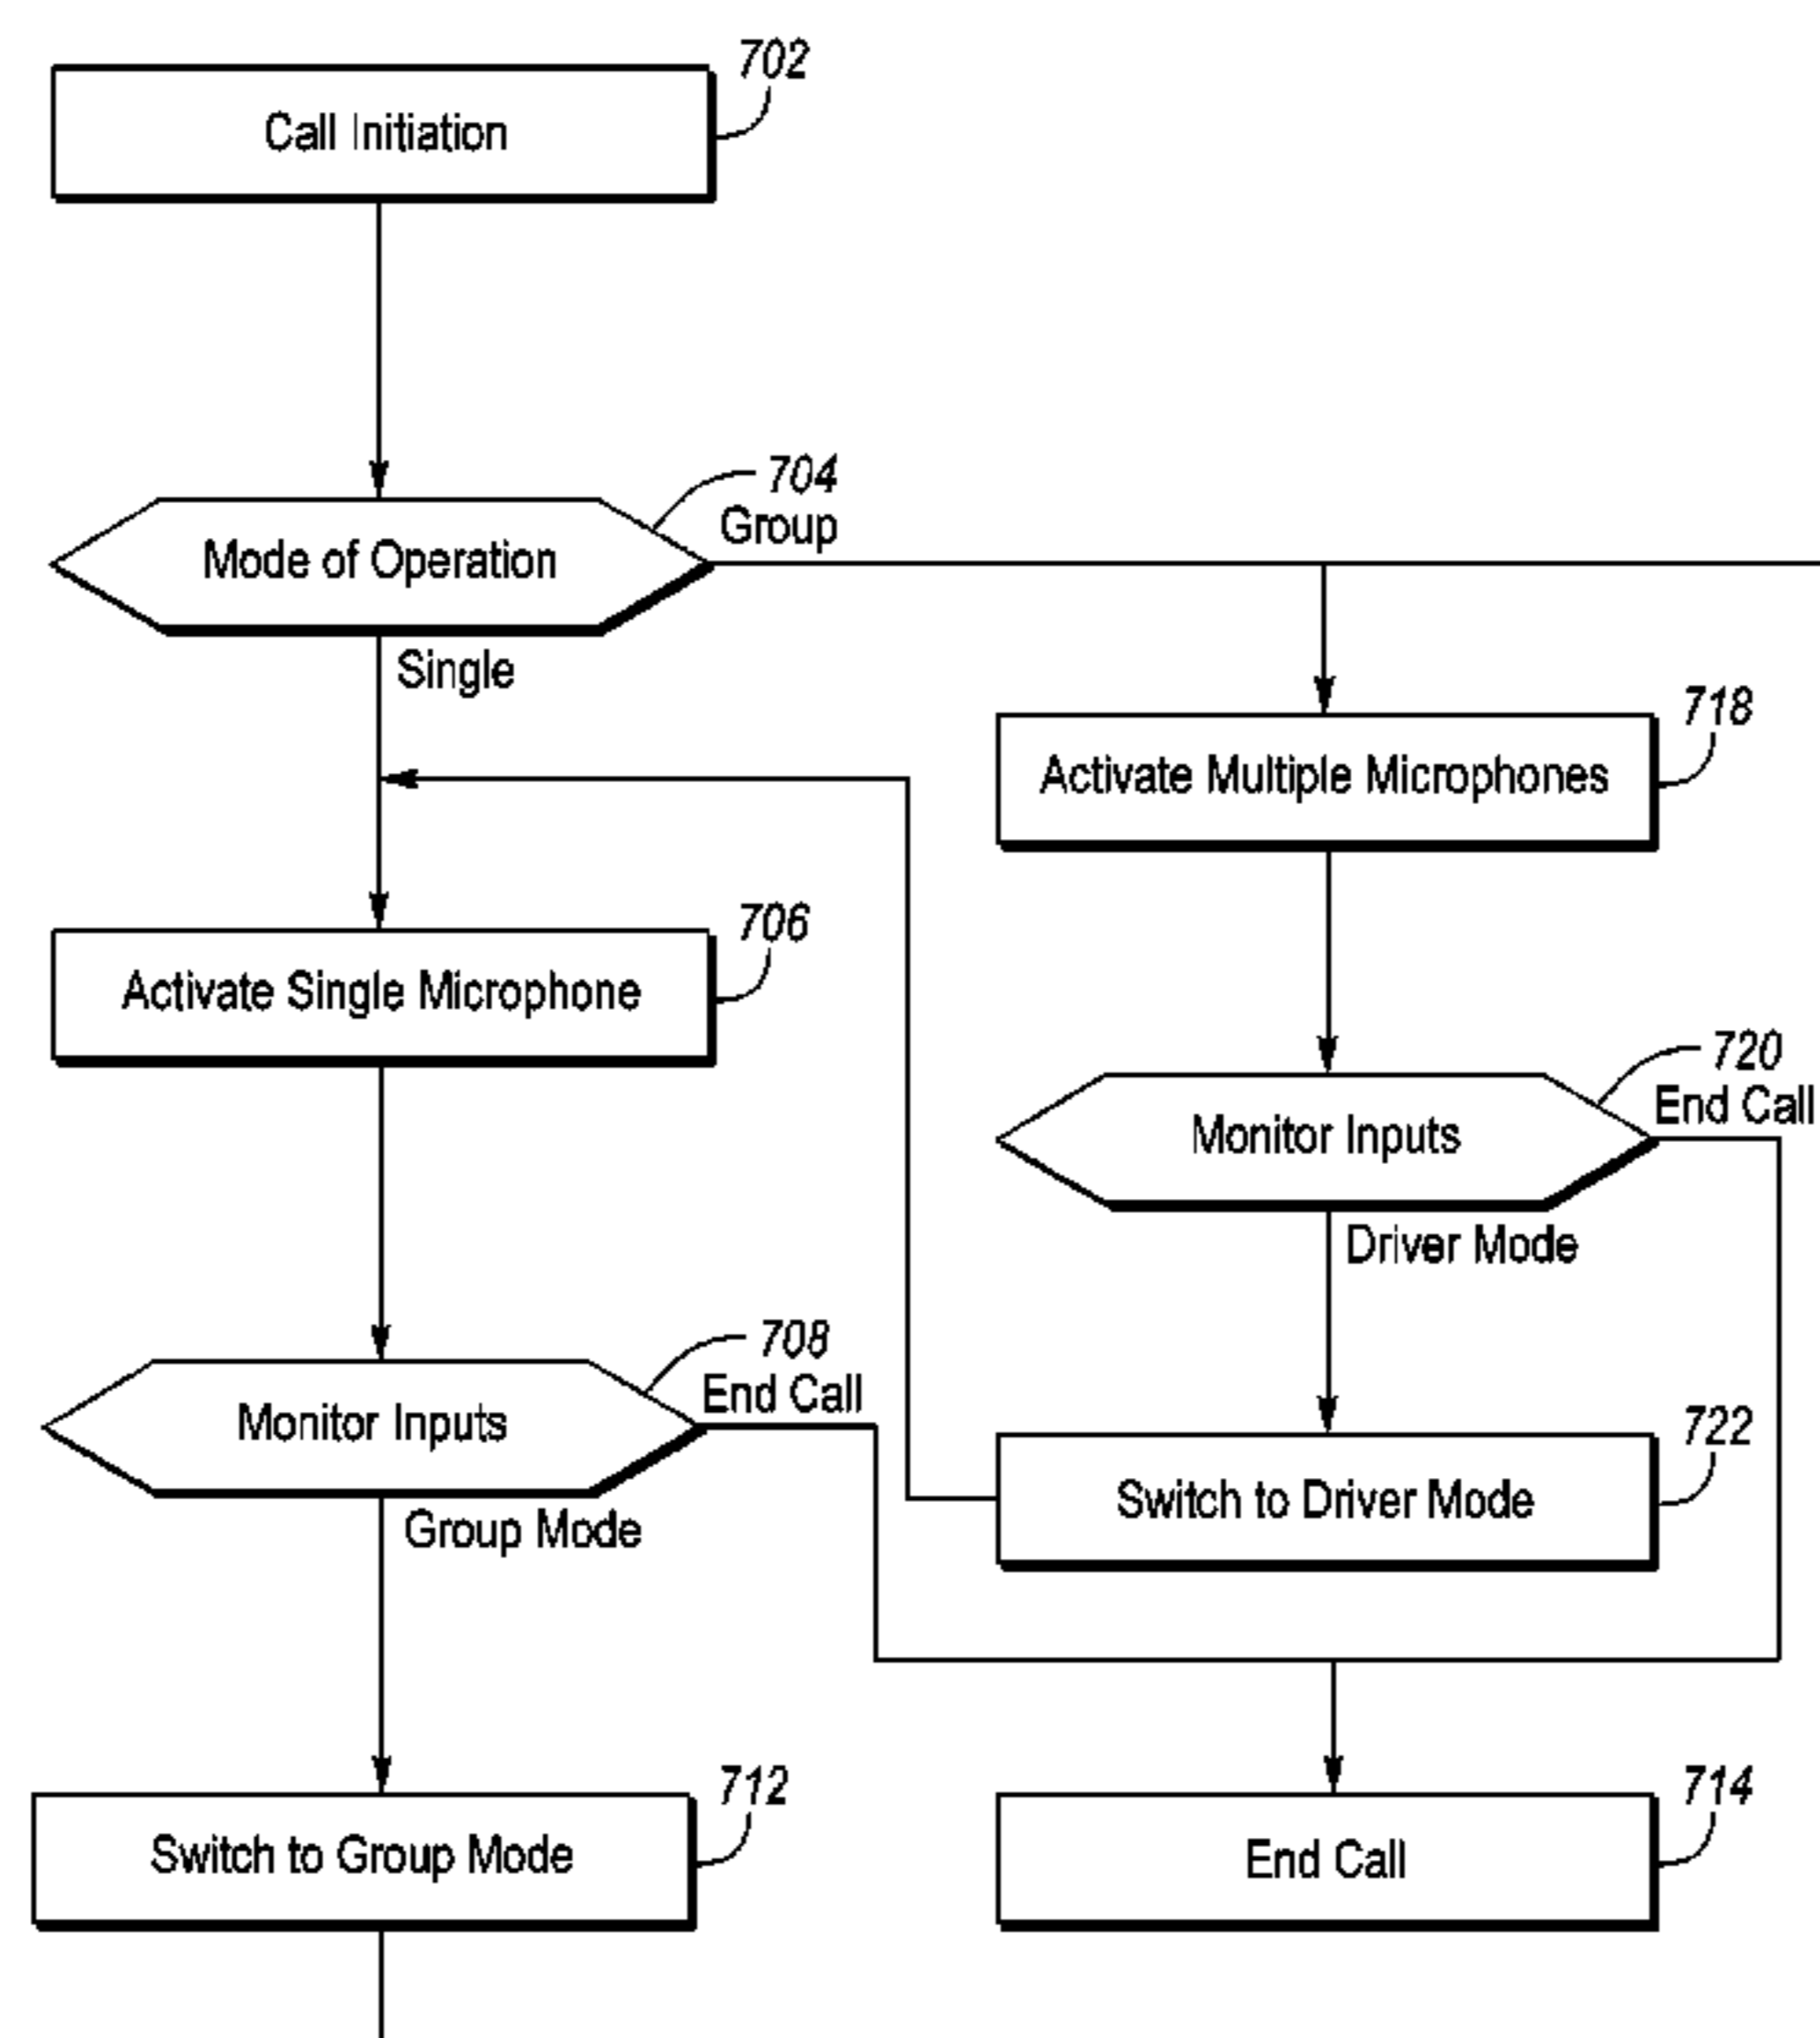 702
Call Initiation
704
Group
Mode of Operation
Single
718
Activate Multiple Microphones
706
Activate Single Microphone
720
End Call
Monitor Inputs
Driver Mode
708
End Call
Monitor Inputs
Group Mode
722
Switch to Driver Mode
712
Switch to Group Mode
714
End Call